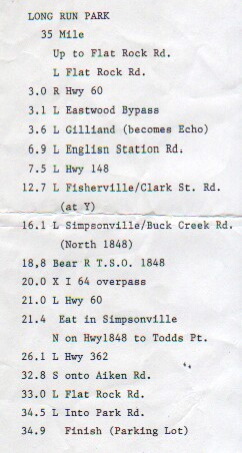 LONG RUN PARK
35 Mile
Up to Flat Rock Rd.
L Flat Rock Rd.
3.0 R Hwy 60
3.1 L Eastwood Bypass
3.6 L Gilliand (becomes Echo)
6.9 L English Station Rd.
7.5 L Hwy 148
12.7 L Fisherville/Clark St. Rd.
(at Y)
16.1 L Simpsonville/Buck Creek Rd.
(North 1848)
18,8 Bear R T.S.O. 1848
20.0 X I 64 overpass
21.0 L Hwy 60
21.4 Eat in Simpsonville
N on Hwy1848 to Todds Pt.
26.1 L Hwy 362
32.8 S onto Aiken Rd.
33.0 L Flat Rock Rd.
34.5 L Into Park Rd.
34.9 Finish (Parking Lot)